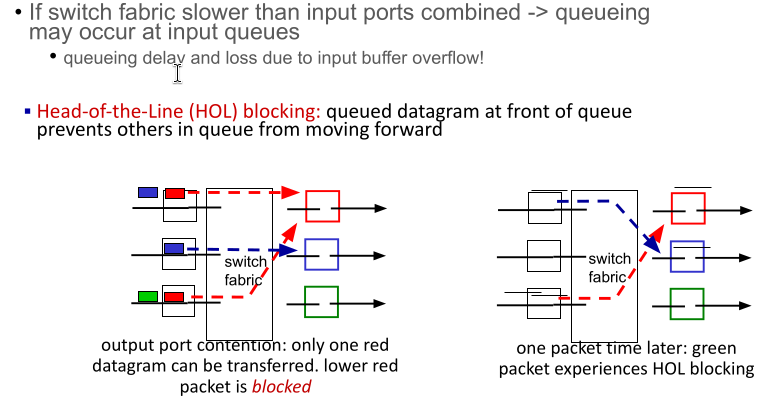 • If switch fabric slower than input ports combined -> queueing
may occur at input queues
• queueing delay and loss due to input buffer overflow!
▪ Head-of-the-Line (HOL) blocking: queued datagram at front of queue
prevents others in queue from moving forward
switch
fabric
output port contention: only one red
datagram can be transferred. lower red
packet is blocked
switch
fabric
one packet time later: green
packet experiences HOL blocking